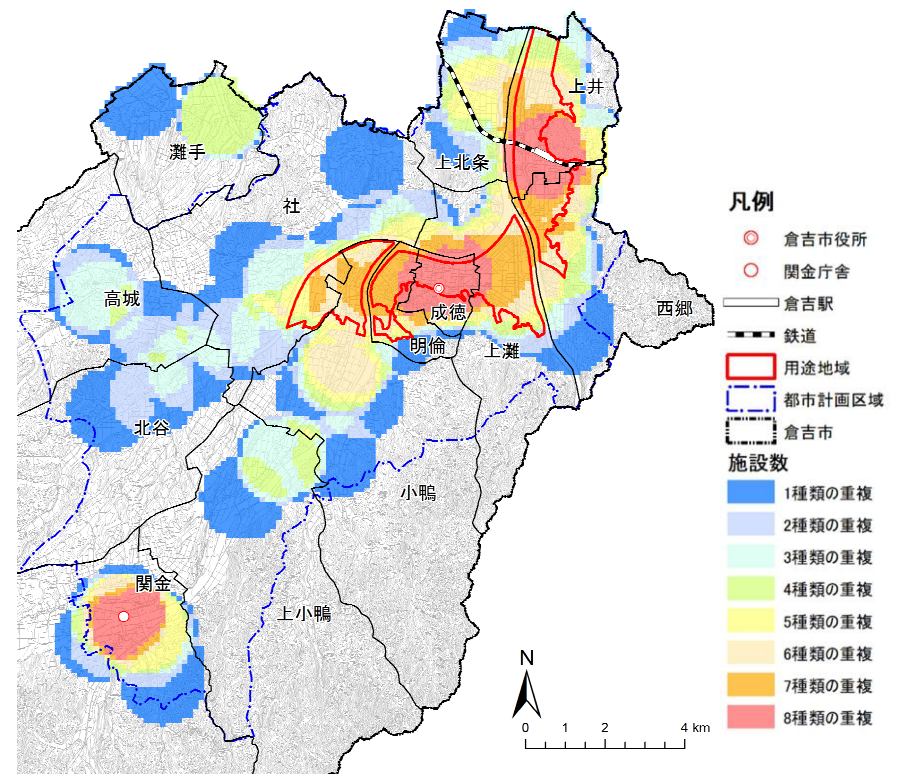 上井
灘手
上北条
社
高城
西郷
成徳
明倫
上灘
北谷
小鴨
関金
上小鴨
N
0 1 2 4 km
凡例
倉吉市役所
関金庁舎
倉吉駅
鉄道
用途地域
都市計画区域
倉吉市
施設数
1種類の重複
2種類の重複
3種類の重複
4種類の重複
5種類の重複
6種類の重複
7種類の重複
8種類の重複